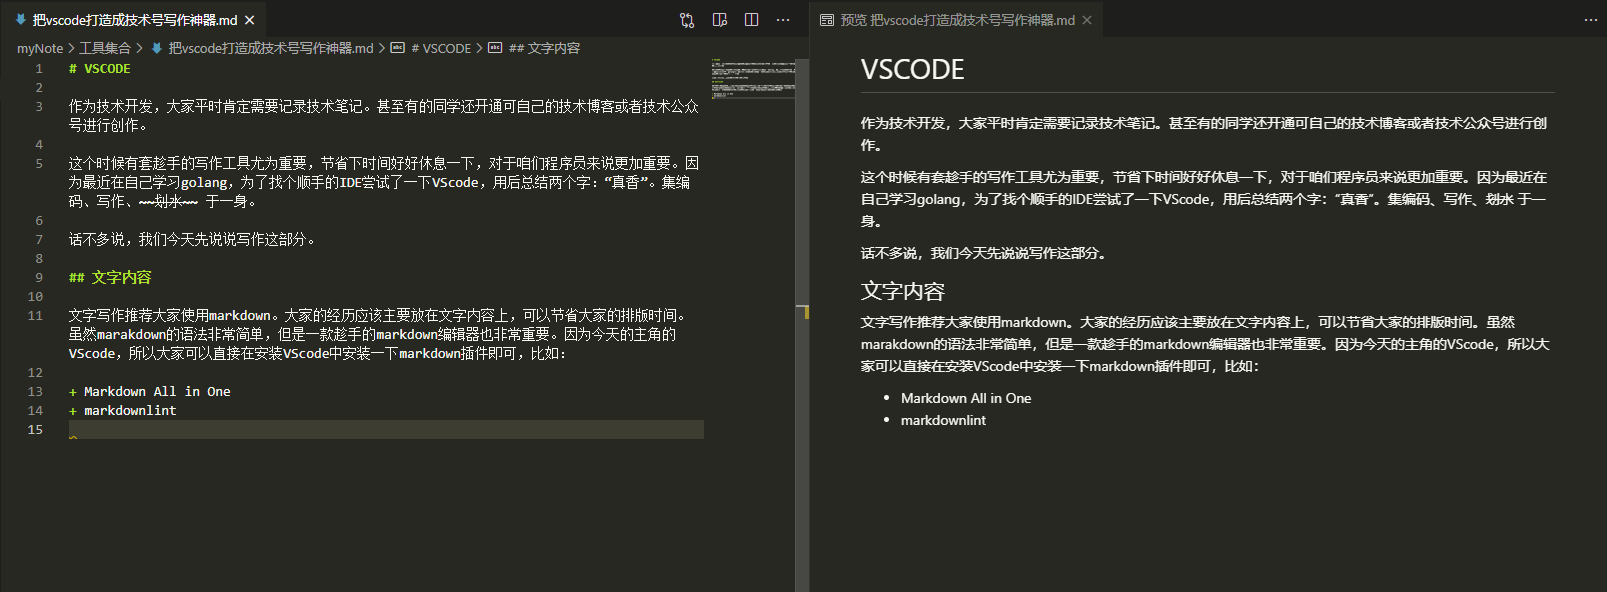 把vscode打造成技术号写作神器.md
myNote > 工具集合 > 把vscode打造成技术号写作神器.md > # VSCODE > ## 文字内容
1 # VSCODE
2
3 作为技术开发，大家平时肯定需要记录技术笔记。甚至有的同学还开通可自己的技术博客或者技术公众
号进行创作。
4
5 这个时候有套趁手的写作工具尤为重要，节省下时间好好休息一下，对于咱们程序员来说更加重要。因
为最近在自己学习golang，为了找个顺手的IDE尝试了一下VScode，用后总结两个字：“真香”。集编
码、写作、~~划水~~ 于一身。
6
7 话不多说，我们今天先说说写作这部分。
8
9 ## 文字内容
10
11 文字写作推荐大家使用markdown。大家的经历应该主要放在文字内容上，可以节省大家的排版时间。
虽然marakdown的语法非常简单，但是一款趁手的markdown编辑器也非常重要。因为今天的主角的
VScode，所以大家可以直接在安装VScode中安装一下markdown插件即可，比如：
12
13 + Markdown All in One
14 + markdownlint
15
预览 把vscode打造成技术号写作神器.md
VSCODE
作为技术开发，大家平时肯定需要记录技术笔记。甚至有的同学还开通可自己的技术博客或者技术公众号进行创
作。
这个时候有套趁手的写作工具尤为重要，节省下时间好好休息一下，对于咱们程序员来说更加重要。因为最近在
自己学习golang，为了找个顺手的IDE尝试了一下VScode，用后总结两个字：“真香”。集编码、写作、划水 于一
身。
话不多说，我们今天先说说写作这部分。
文字内容
文字写作推荐大家使用markdown。大家的经历应该主要放在文字内容上，可以节省大家的排版时间。虽然
marakdown的语法非常简单，但是一款趁手的markdown编辑器也非常重要。因为今天的主角的VScode，所以大
家可以直接在安装VScode中安装一下markdown插件即可，比如：
• Markdown All in One
• markdownlint